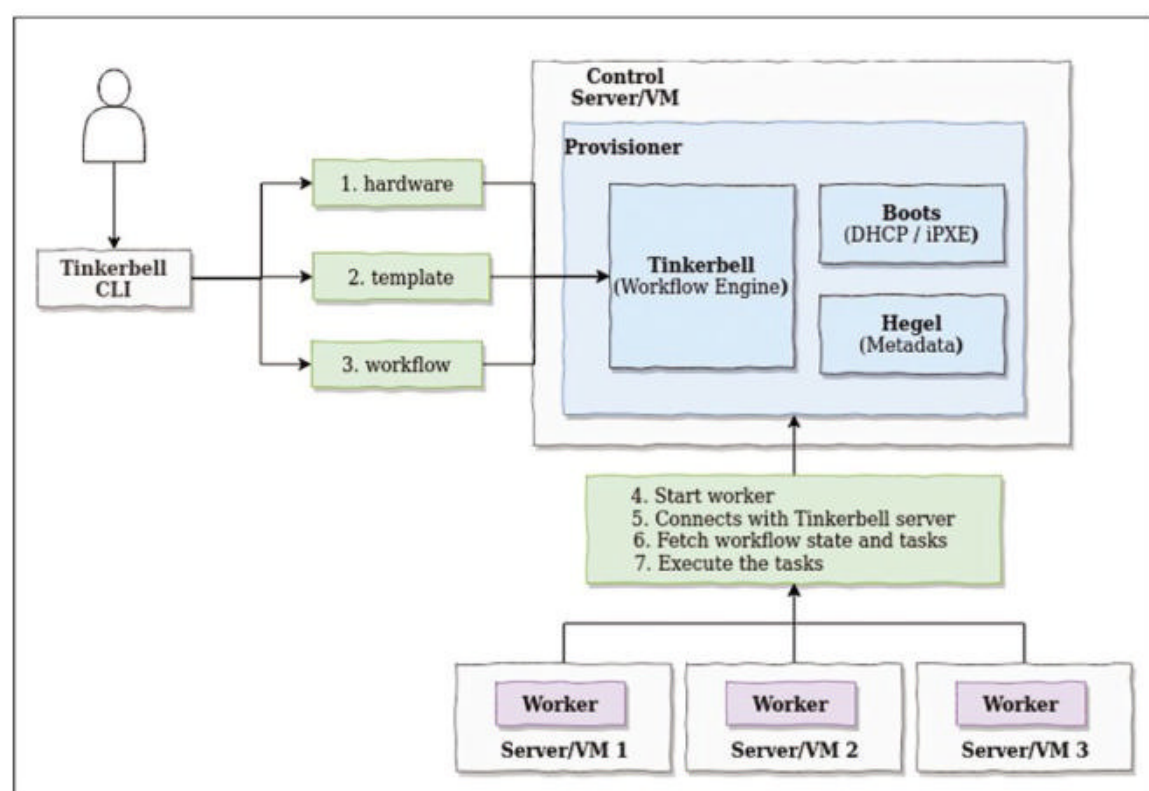 Control
Server/VM
Provisioner
1. hardware
Boots
(DHCP / iPXE)
Tinkerbell
CLI
2. template
Tinkerbell
(Workflow Engine)
Hegel
(Metadata)
3. workflow
4. Start worker
5. Connects with Tinkerbell server
6. Fetch workflow state and tasks
7. Execute the tasks
Worker
Server/VM 1
Worker
Server/VM 2
Worker
Server/VM 3